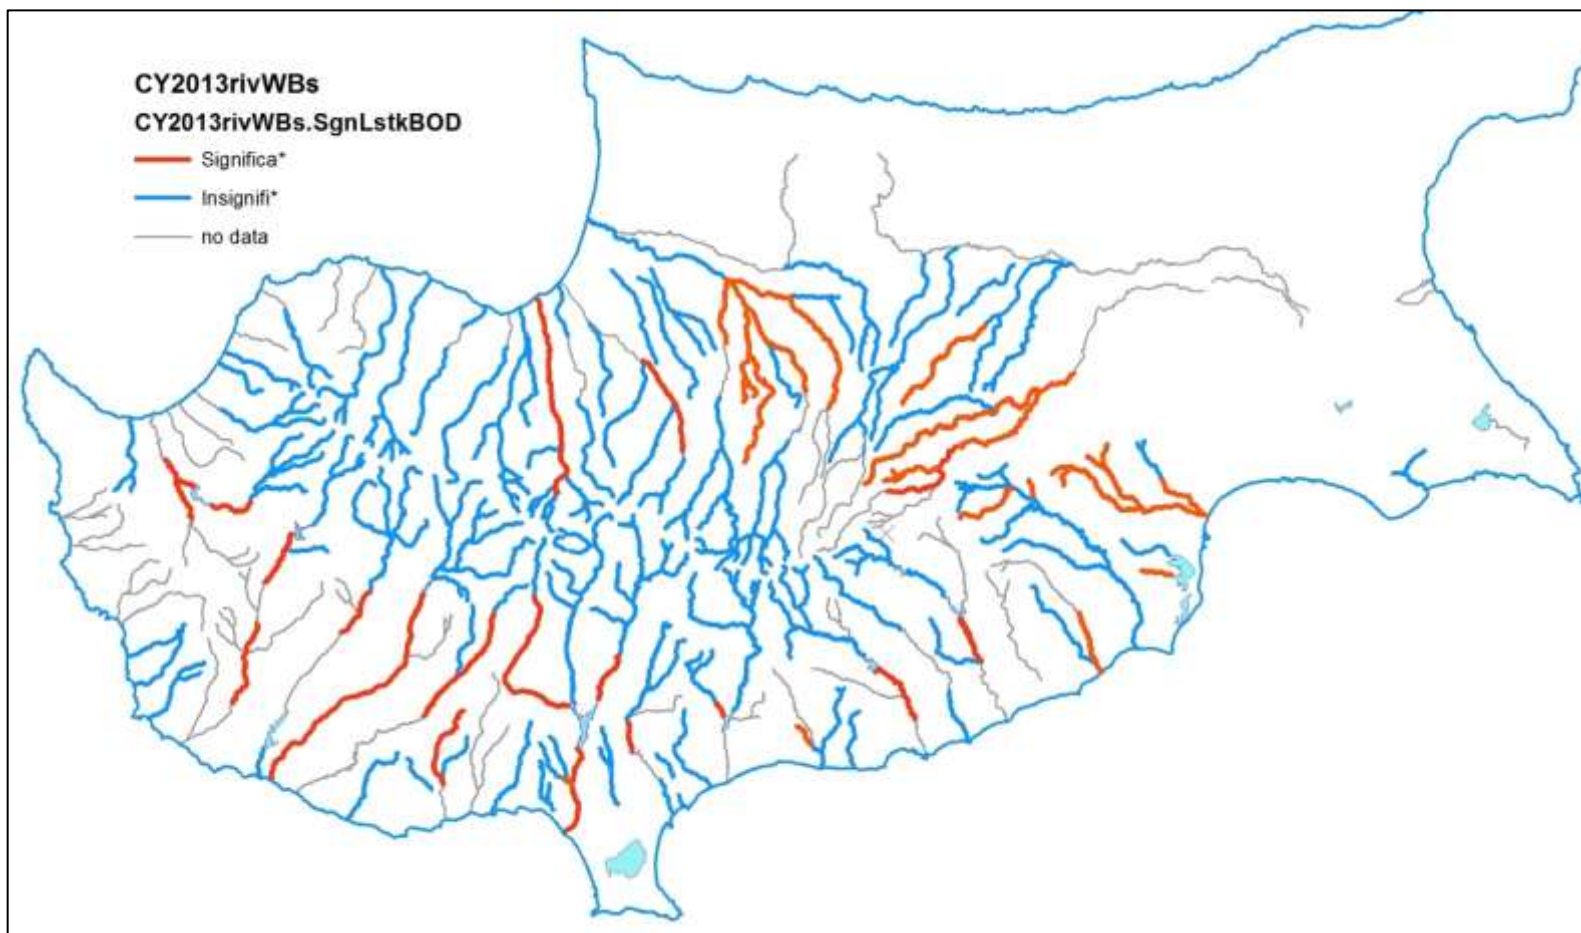 CY2013rivWBs
CY2013rivWBs.SgnLstkBOD
Significa*
Insignifi*
no data